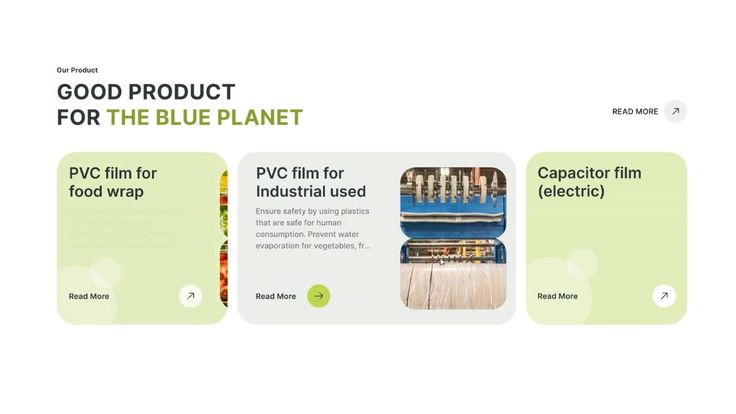 Our Product
GOOD PRODUCT
FOR THE BLUE PLANET
READ MORE
PVC film for
food wrap
Read More
PVC film for
Industrial used
Ensure safety by using plastics
that are safe for human
consumption. Prevent water
evaporation for vegetables, fr...
Read More
Capacitor film
(electric)
Read More